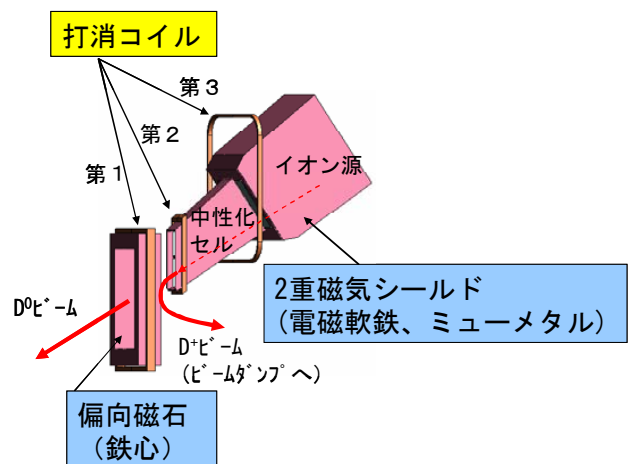 打消コイル
第３
第２
第１
イオン源
中性化
セル
2重磁気シールド
（電磁軟鉄、ミューメタル）
D⁰ﾋﾞｰﾑ
D⁺ﾋﾞｰﾑ
（ﾋﾞｰﾑﾀﾞﾝﾌﾟへ）
偏向磁石
（鉄心）